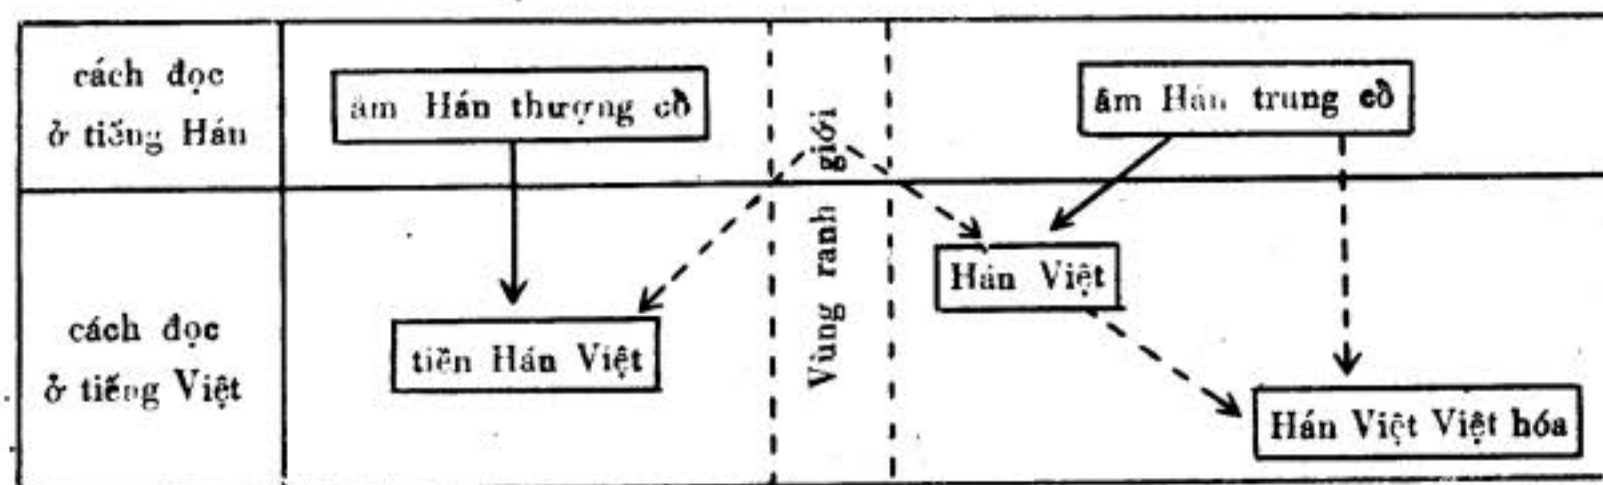 cách đọc
ở tiếng Hán
âm Hán thượng cổ
âm Hán trung cổ
Vùng ranh giới
cách đọc
ở tiếng Việt
tiền Hán Việt
Hán Việt
Hán Việt Việt hóa